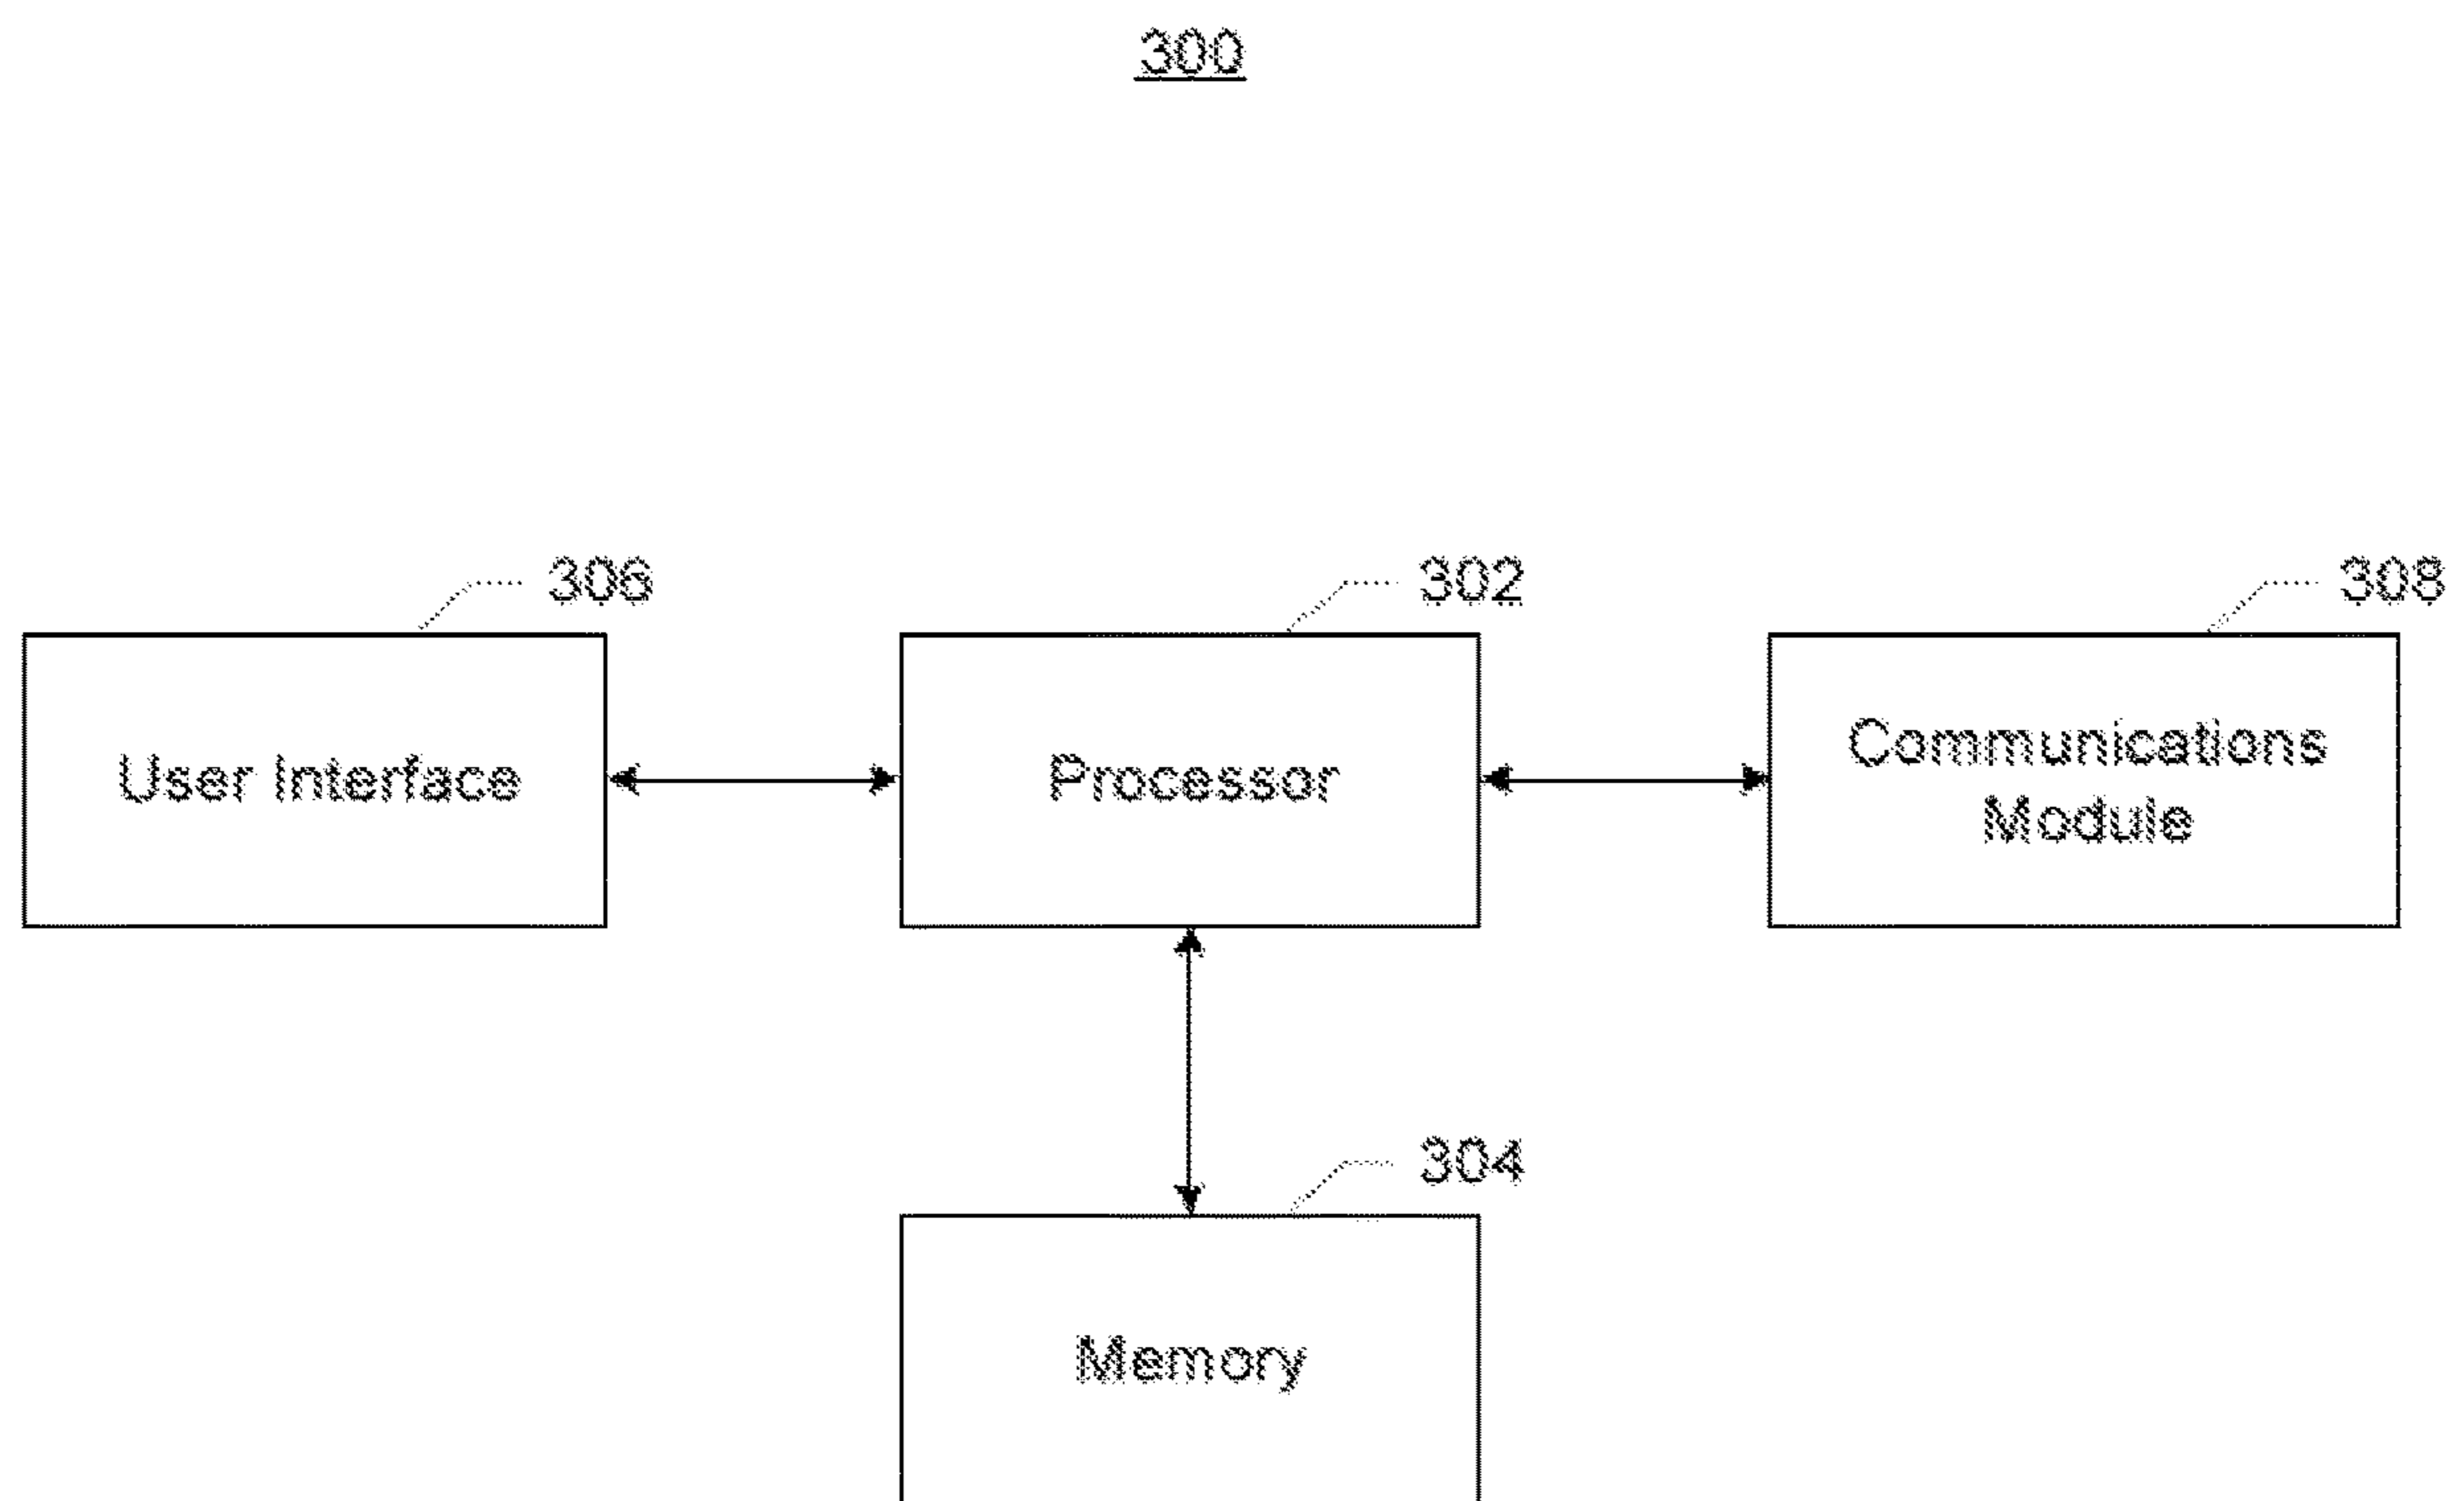 300
306
302
308
User Interface
Processor
Communications
Module
304
Memory